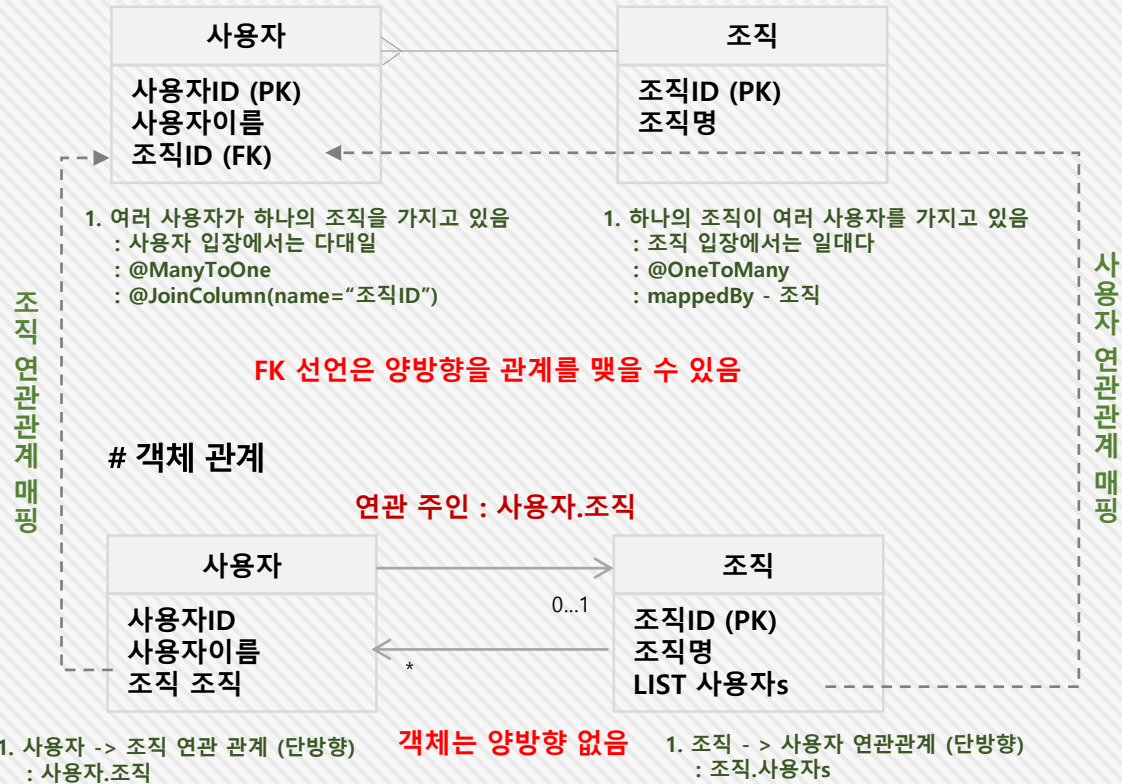 사용자
사용자ID (PK)
사용자이름
조직ID (FK)
조직
조직ID (PK)
조직명
1. 여러 사용자가 하나의 조직을 가지고 있음
: 사용자 입장에서는 다대일
: @ManyToOne
: @JoinColumn(name=“조직ID”)
1. 하나의 조직이 여러 사용자를 가지고 있음
: 조직 입장에서는 일대다
: @OneToMany
: mappedBy - 조직
조직 연관관계 매핑
사용자 연관관계 매핑
FK 선언은 양방향을 관계를 맺을 수 있음
# 객체 관계
연관 주인 : 사용자.조직
사용자
사용자ID
사용자이름
조직 조직
0...1
*
조직
조직ID (PK)
조직명
LIST 사용자s
1. 사용자 -> 조직 연관 관계 (단방향)
: 사용자.조직
객체는 양방향 없음
1. 조직 - > 사용자 연관관계 (단방향)
: 조직.사용자s